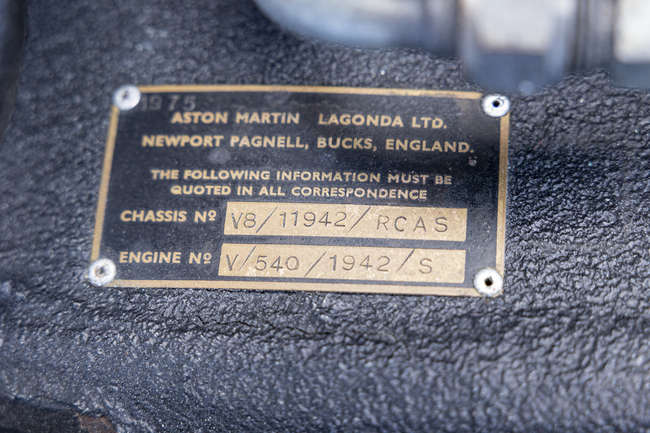 1975
ASTON MARTIN LAGONDA LTD.
NEWPORT PAGNELL, BUCKS, ENGLAND.
THE FOLLOWING INFORMATION MUST BE
QUOTED IN ALL CORRESPONDENCE
CHASSIS Nº V8/11942/RCAS
ENGINE Nº V/540/1942/S